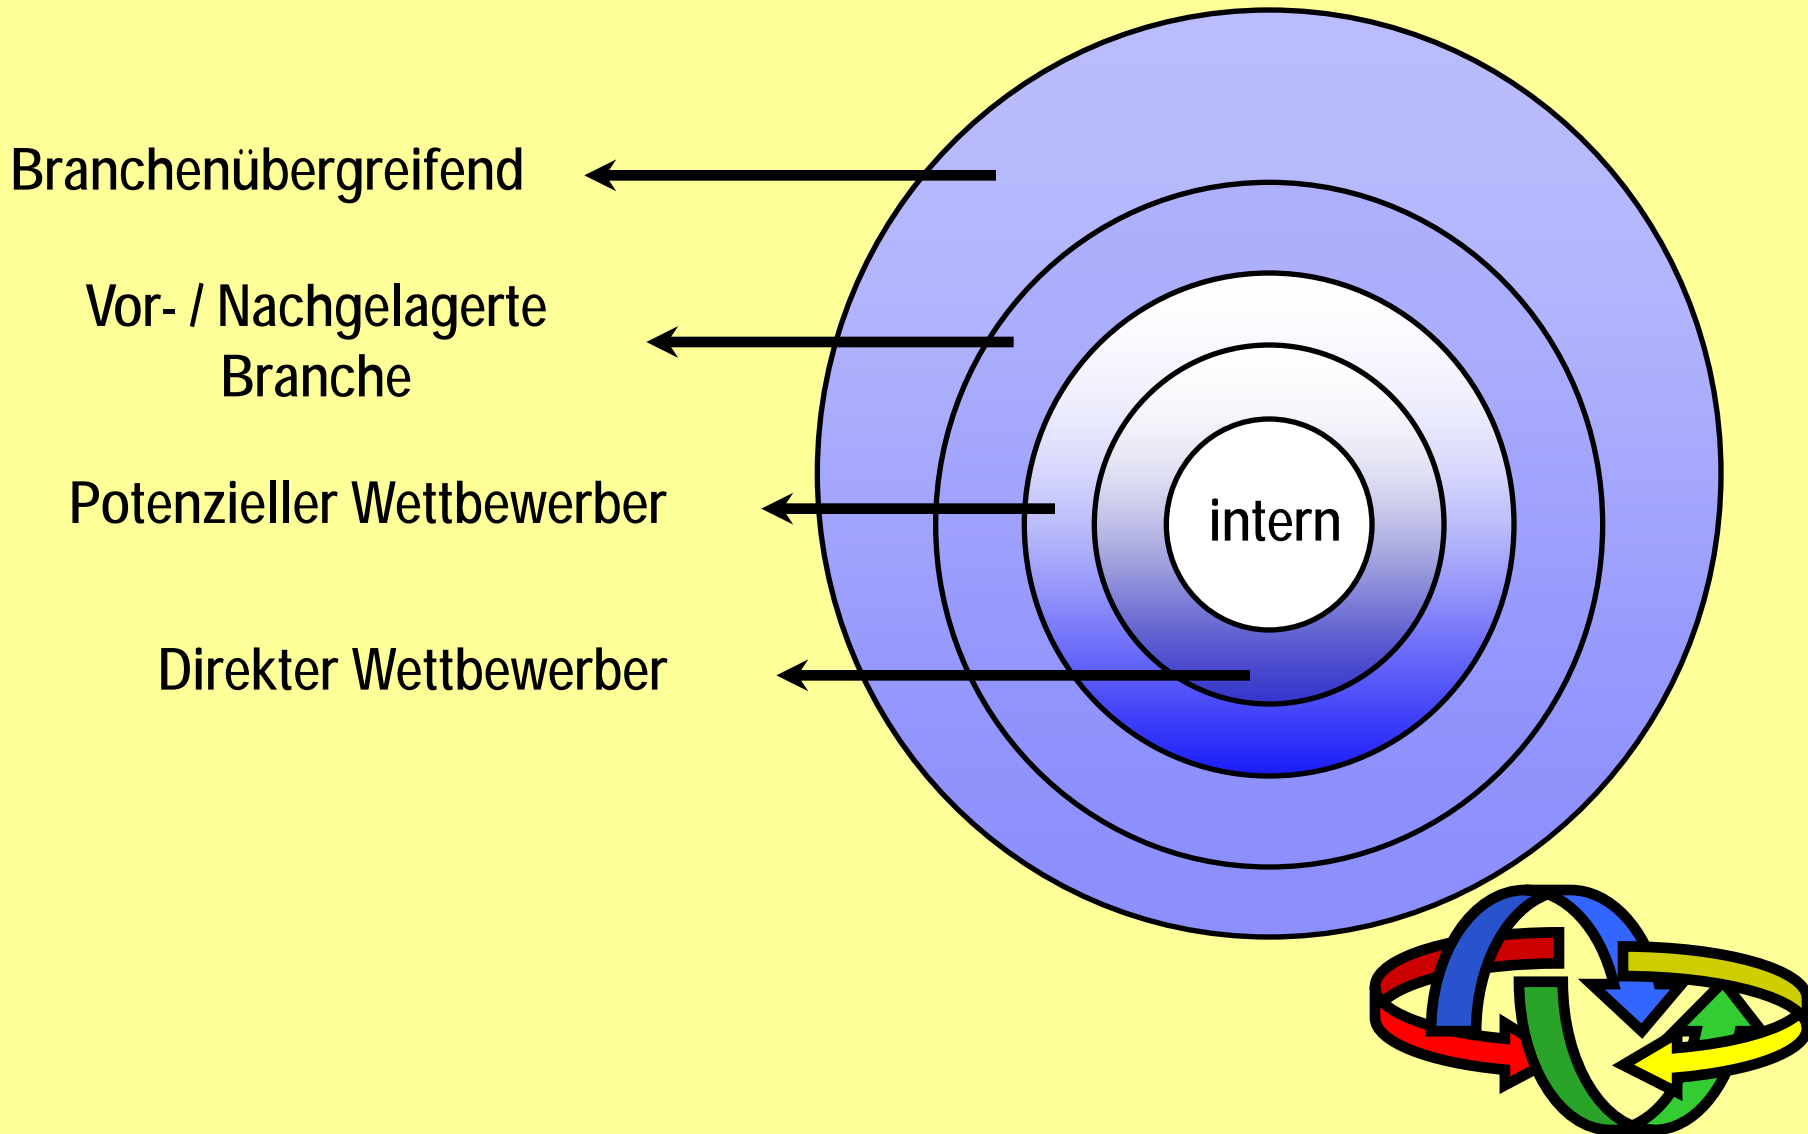 Branchenübergreifend
Vor- / Nachgelagerte
Branche
Potenzieller Wettbewerber
intern
Direkter Wettbewerber